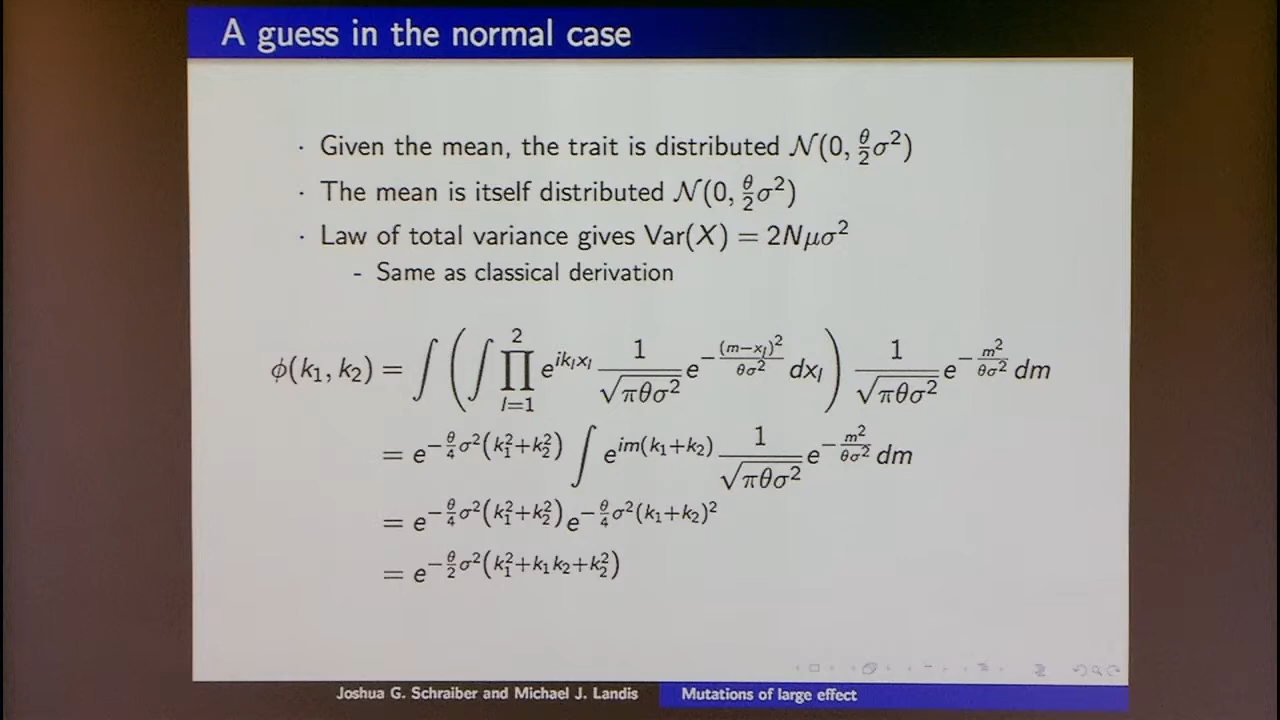 A guess in the normal case
· Given the mean, the trait is distributed 𝒩(0, θ/2 σ²)
· The mean is itself distributed 𝒩(0, θ/2 σ²)
· Law of total variance gives Var(X) = 2Nμσ²
- Same as classical derivation
ϕ(k₁, k₂) = ∫ ( ∫ ∏_{l=1}^{2} e^{ik_l x_l} 1/√(πθσ²) e^{−(m−x_l)²/(θσ²)} dx_l ) 1/√(πθσ²) e^{−m²/(θσ²)} dm
= e^{−θ/4 σ²(k₁²+k₂²)} ∫ e^{im(k₁+k₂)} 1/√(πθσ²) e^{−m²/(θσ²)} dm
= e^{−θ/4 σ²(k₁²+k₂²)} e^{−θ/4 σ²(k₁+k₂)²}
= e^{−θ/2 σ²(k₁²+k₁k₂+k₂²)}
Joshua G. Schraiber and Michael J. Landis Mutations of large effect